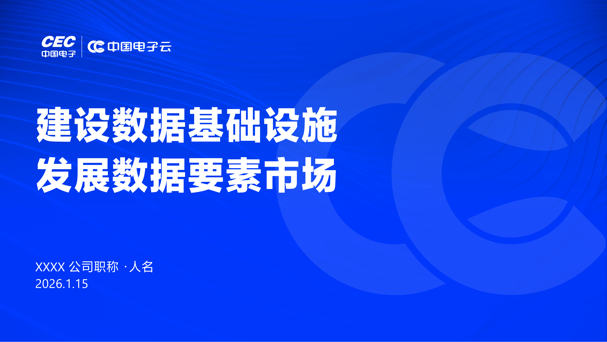 CEC
中国电子
中国电子云
建设数据基础设施
发展数据要素市场
XXXX 公司职称 · 人名
2026.1.15